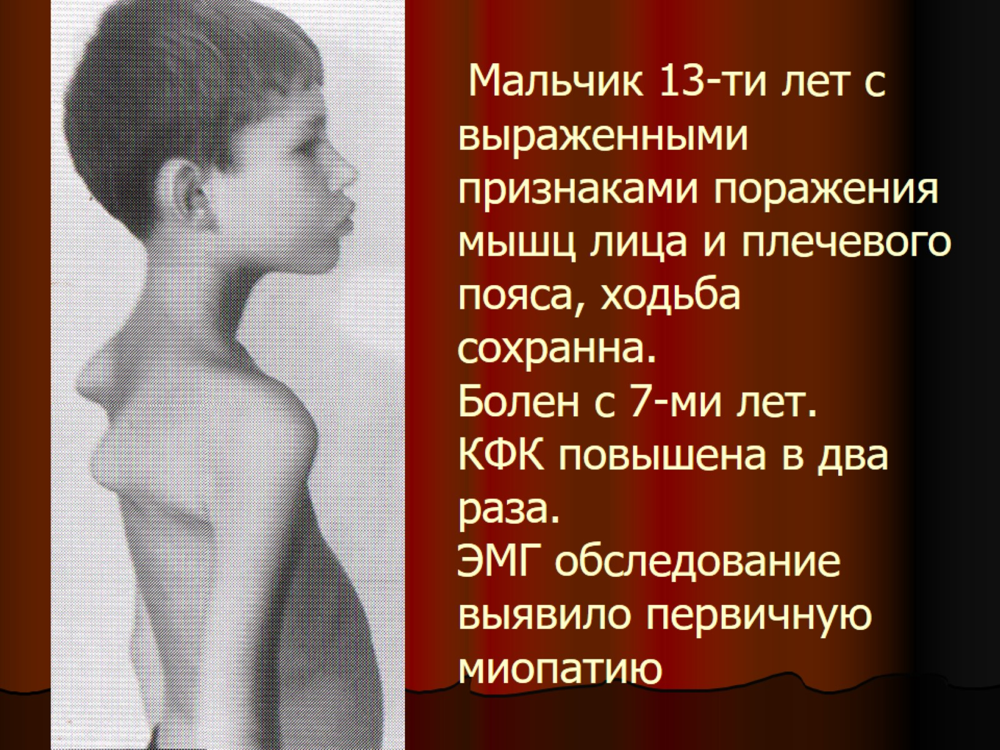 Мальчик 13-ти лет с
выраженными
признаками поражения
мышц лица и плечевого
пояса, ходьба
сохранна.
Болен с 7-ми лет.
КФК повышена в два
раза.
ЭМГ обследование
выявило первичную
миопатию